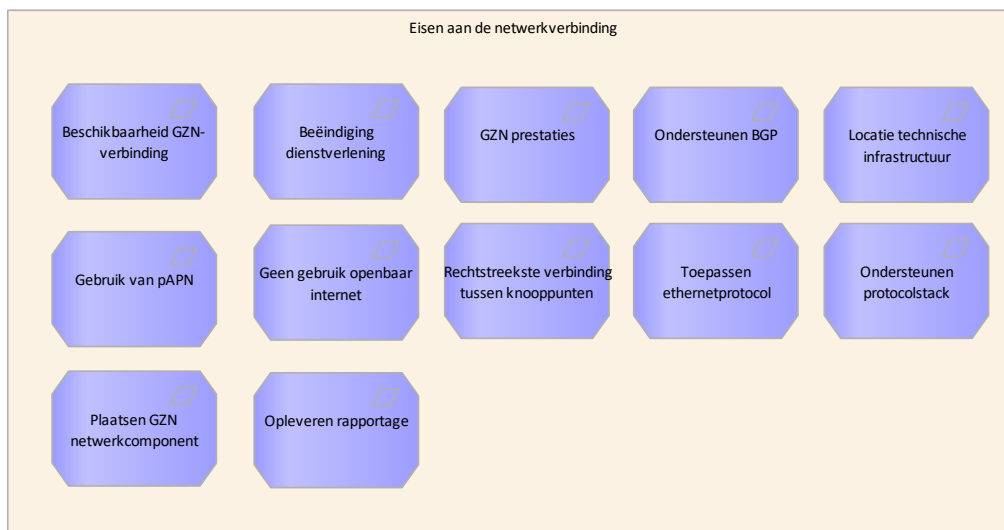 Eisen aan de netwerkverbinding
Beschikbaarheid GZN-
verbinding
Beëindiging
dienstverlening
GZN prestaties
Ondersteunen BGP
Locatie technische
infrastructuur
Gebruik van pAPN
Geen gebruik openbaar
internet
Rechtstreekste verbinding
tussen knooppunten
Toepassen
ethernetprotocol
Ondersteunen
protocolstack
Plaatsen GZN
netwerkcomponent
Opleveren rapportage